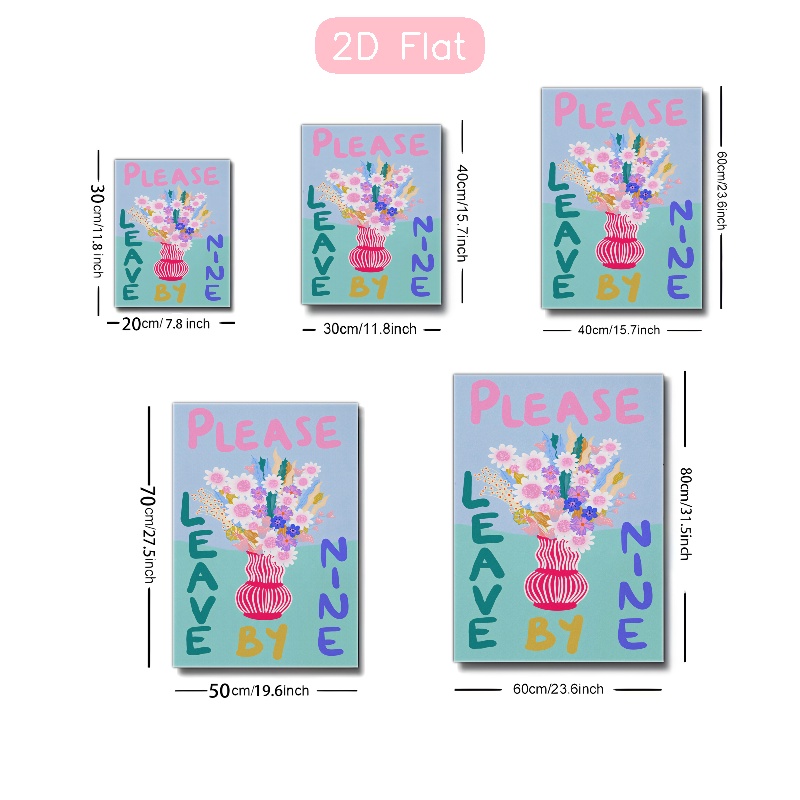 2D Flat
PLEASE
LEAVE
BY
NINE
30cm/11.8 inch
20cm/ 7.8 inch
PLEASE
LEAVE
BY
NINE
40cm/15.7inch
30cm/11.8inch
PLEASE
LEAVE
BY
NINE
60cm/23.6inch
40cm/15.7inch
PLEASE
LEAVE
BY
NINE
70cm/27.5inch
50cm/19.6inch
PLEASE
LEAVE
BY
NINE
80cm/31.5inch
60cm/23.6inch